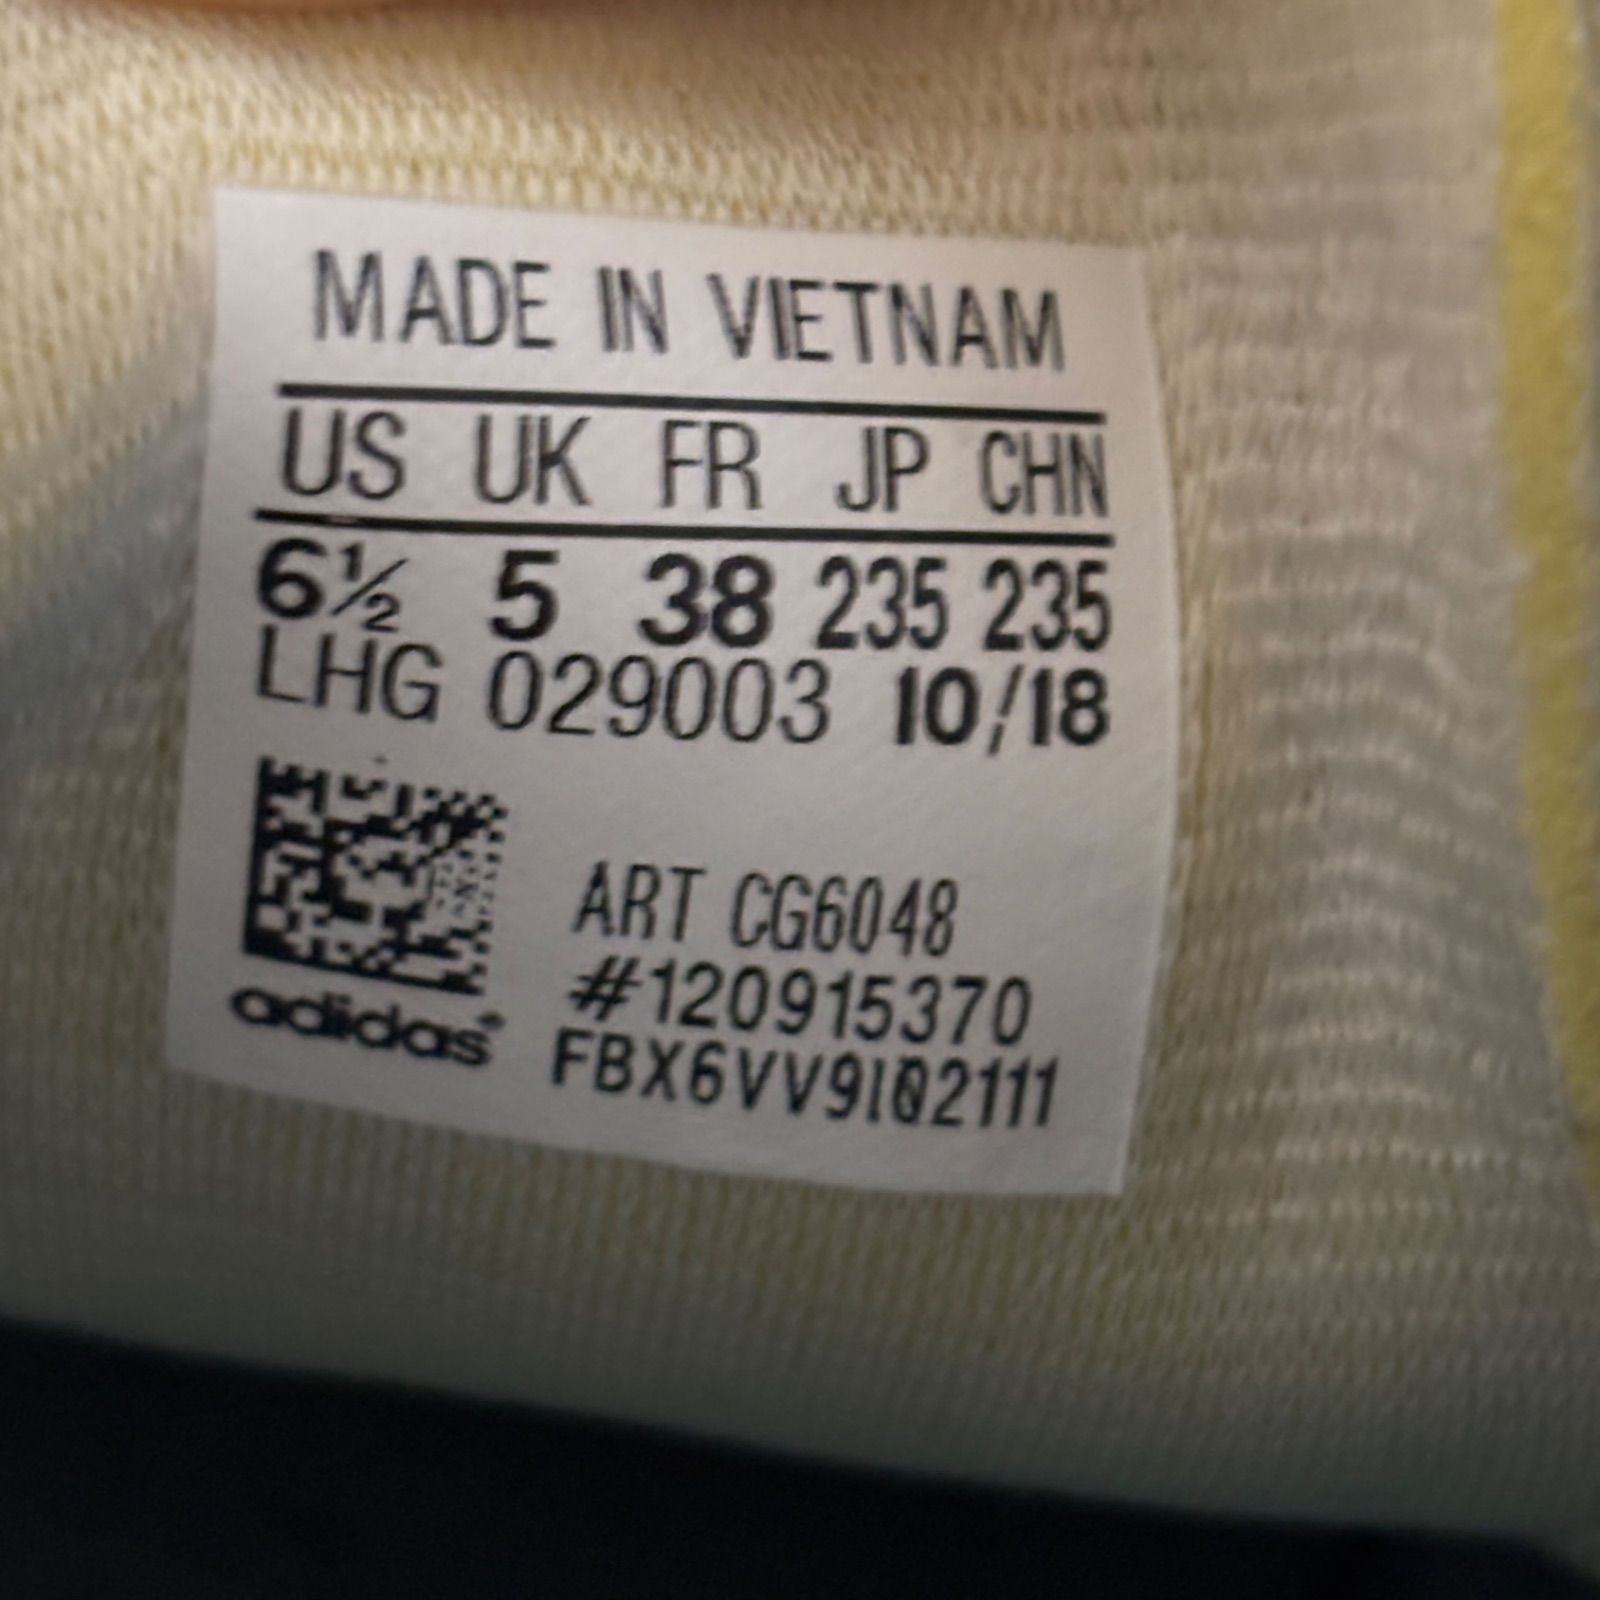 MADE IN VIETNAM
US UK FR JP CHN
6½ 5 38 235 235
LHG 029003 10/18
ART CG6048
#120915370
adidas
FBX6VV9I02111